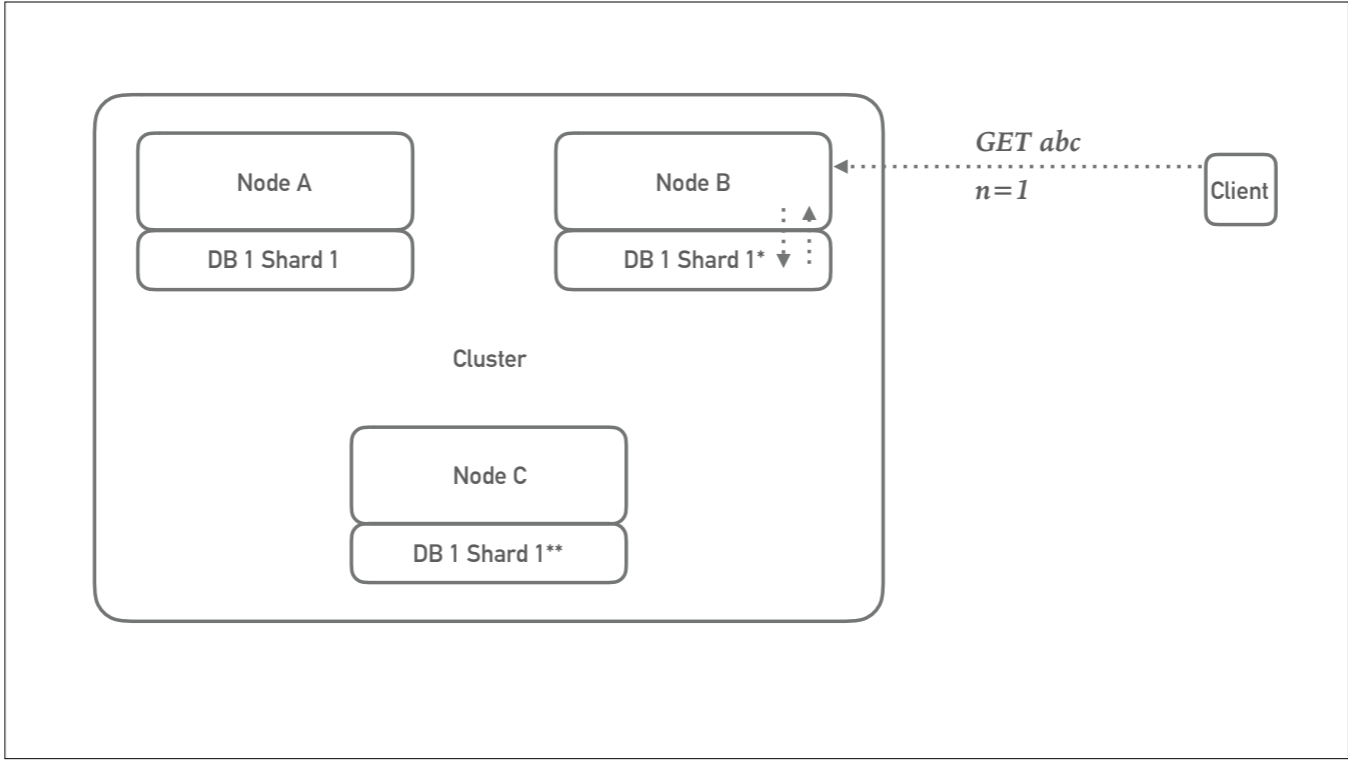 Node A
DB 1 Shard 1
Node B
DB 1 Shard 1*
GET abc
n=1
Client
Cluster
Node C
DB 1 Shard 1**